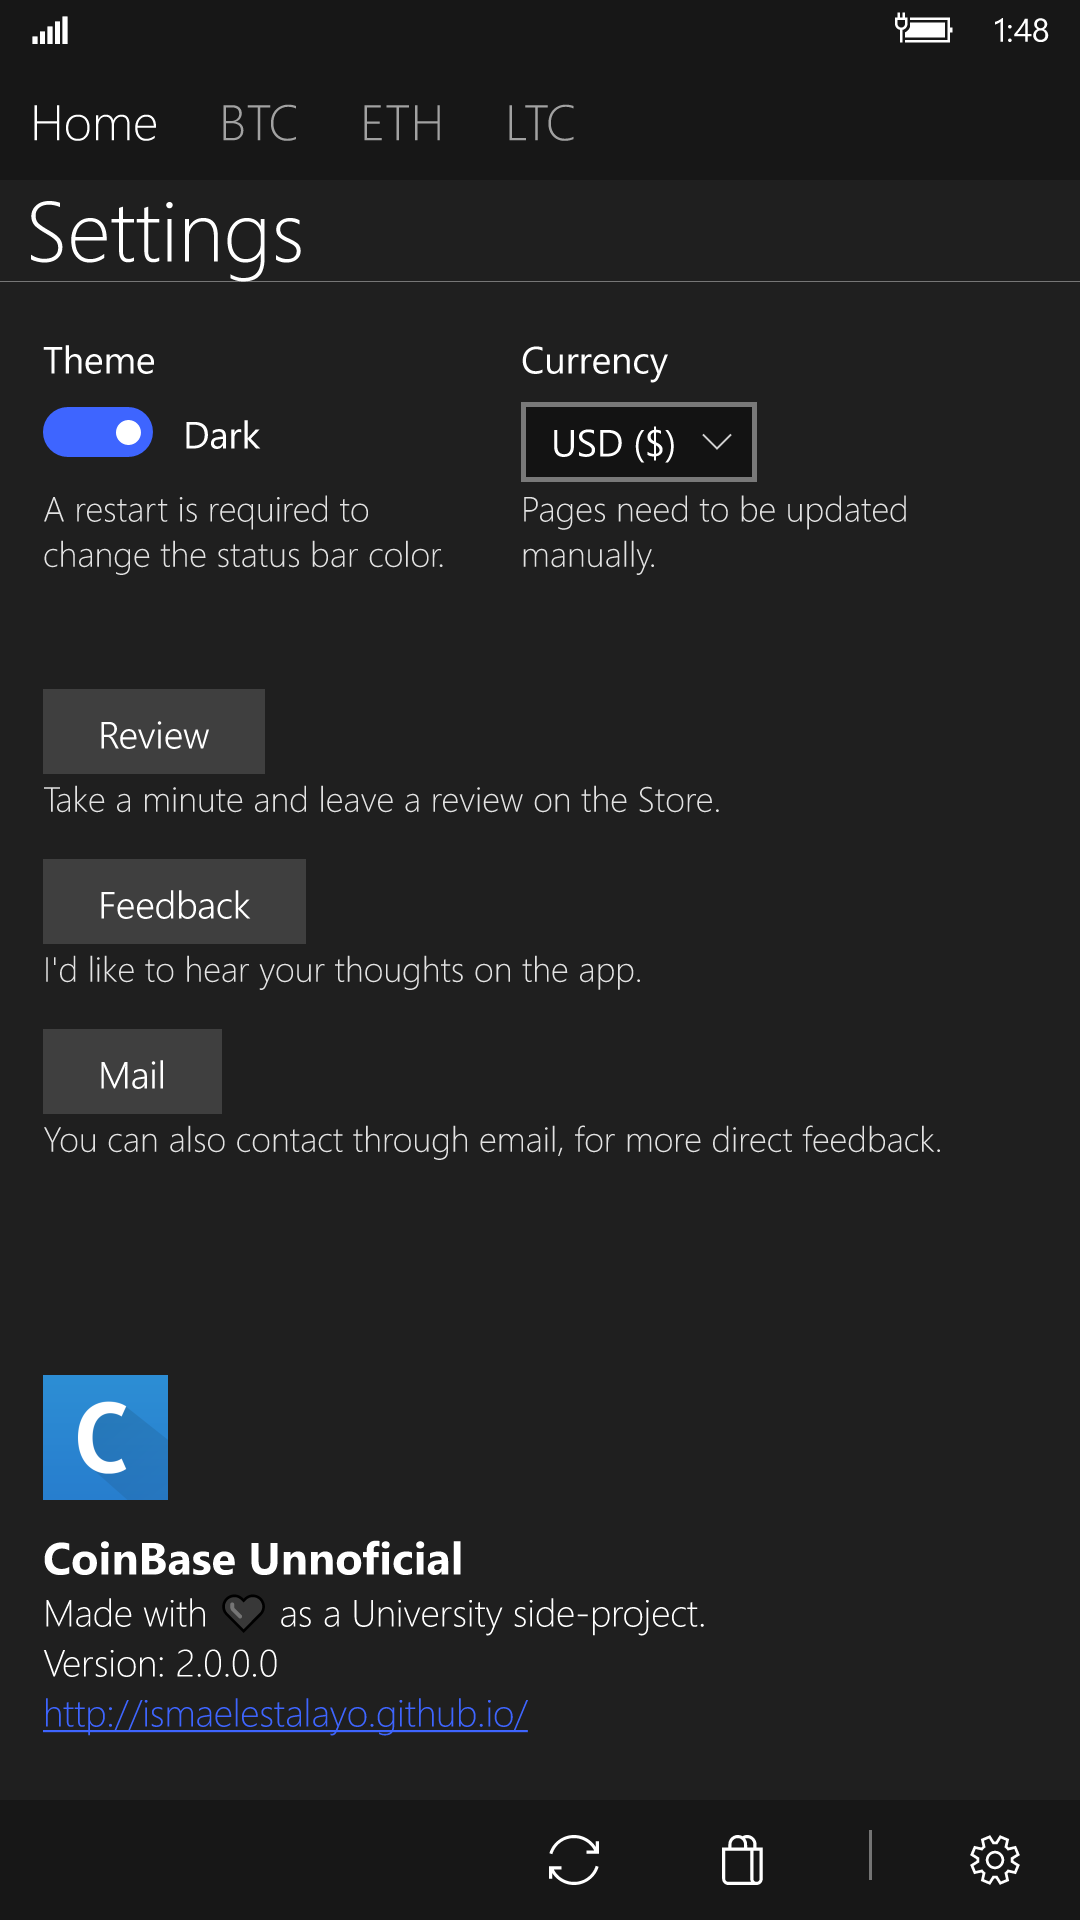 1:48
Home BTC ETH LTC
Settings
Theme
Dark
A restart is required to
change the status bar color.
Currency
USD ($)
Pages need to be updated
manually.
Review
Take a minute and leave a review on the Store.
Feedback
I'd like to hear your thoughts on the app.
Mail
You can also contact through email, for more direct feedback.
C
CoinBase Unnoficial
Made with 🖤 as a University side-project.
Version: 2.0.0.0
http://ismaelestalayo.github.io/